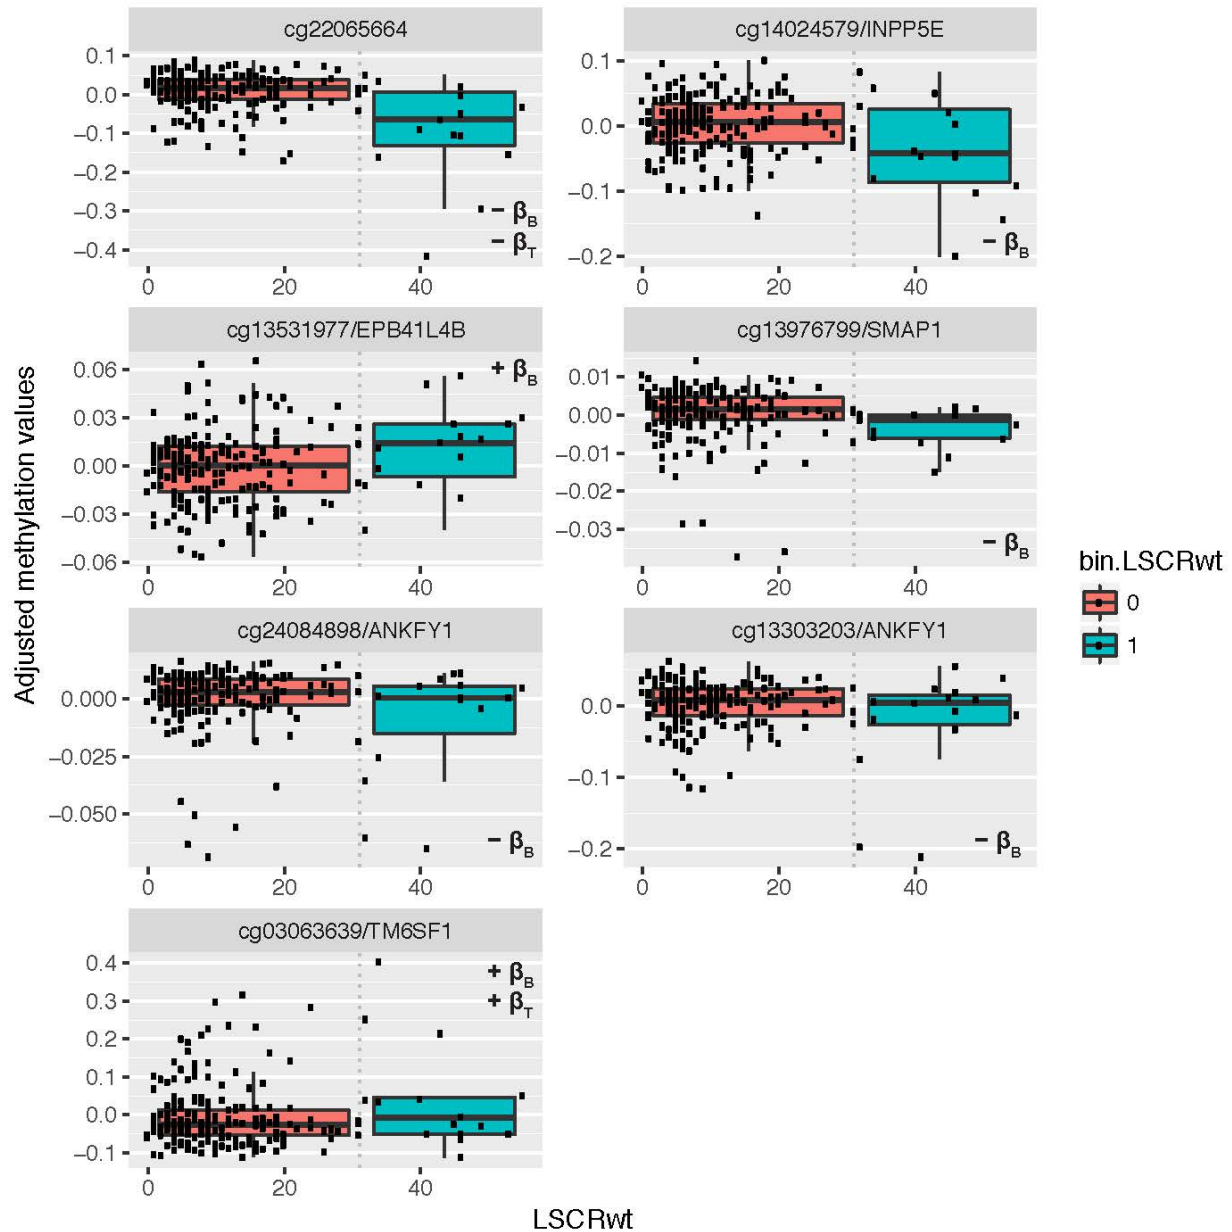 cg22065664
0.1
0.0
−0.1
−0.2
−0.3
−0.4
− βB
− βT
0 20 40
cg14024579/INPP5E
0.1
0.0
−0.1
−0.2
− βB
0 20 40
cg13531977/EPB41L4B
0.06
0.03
0.00
−0.03
−0.06
+ βB
0 20 40
cg13976799/SMAP1
0.01
0.00
−0.01
−0.02
−0.03
− βB
0 20 40
cg24084898/ANKFY1
0.000
−0.025
−0.050
− βB
0 20 40
cg13303203/ANKFY1
0.0
−0.1
−0.2
− βB
0 20 40
cg03063639/TM6SF1
0.4
0.3
0.2
0.1
0.0
−0.1
+ βB
+ βT
0 20 40
Adjusted methylation values
LSCRwt
bin.LSCRwt
0
1